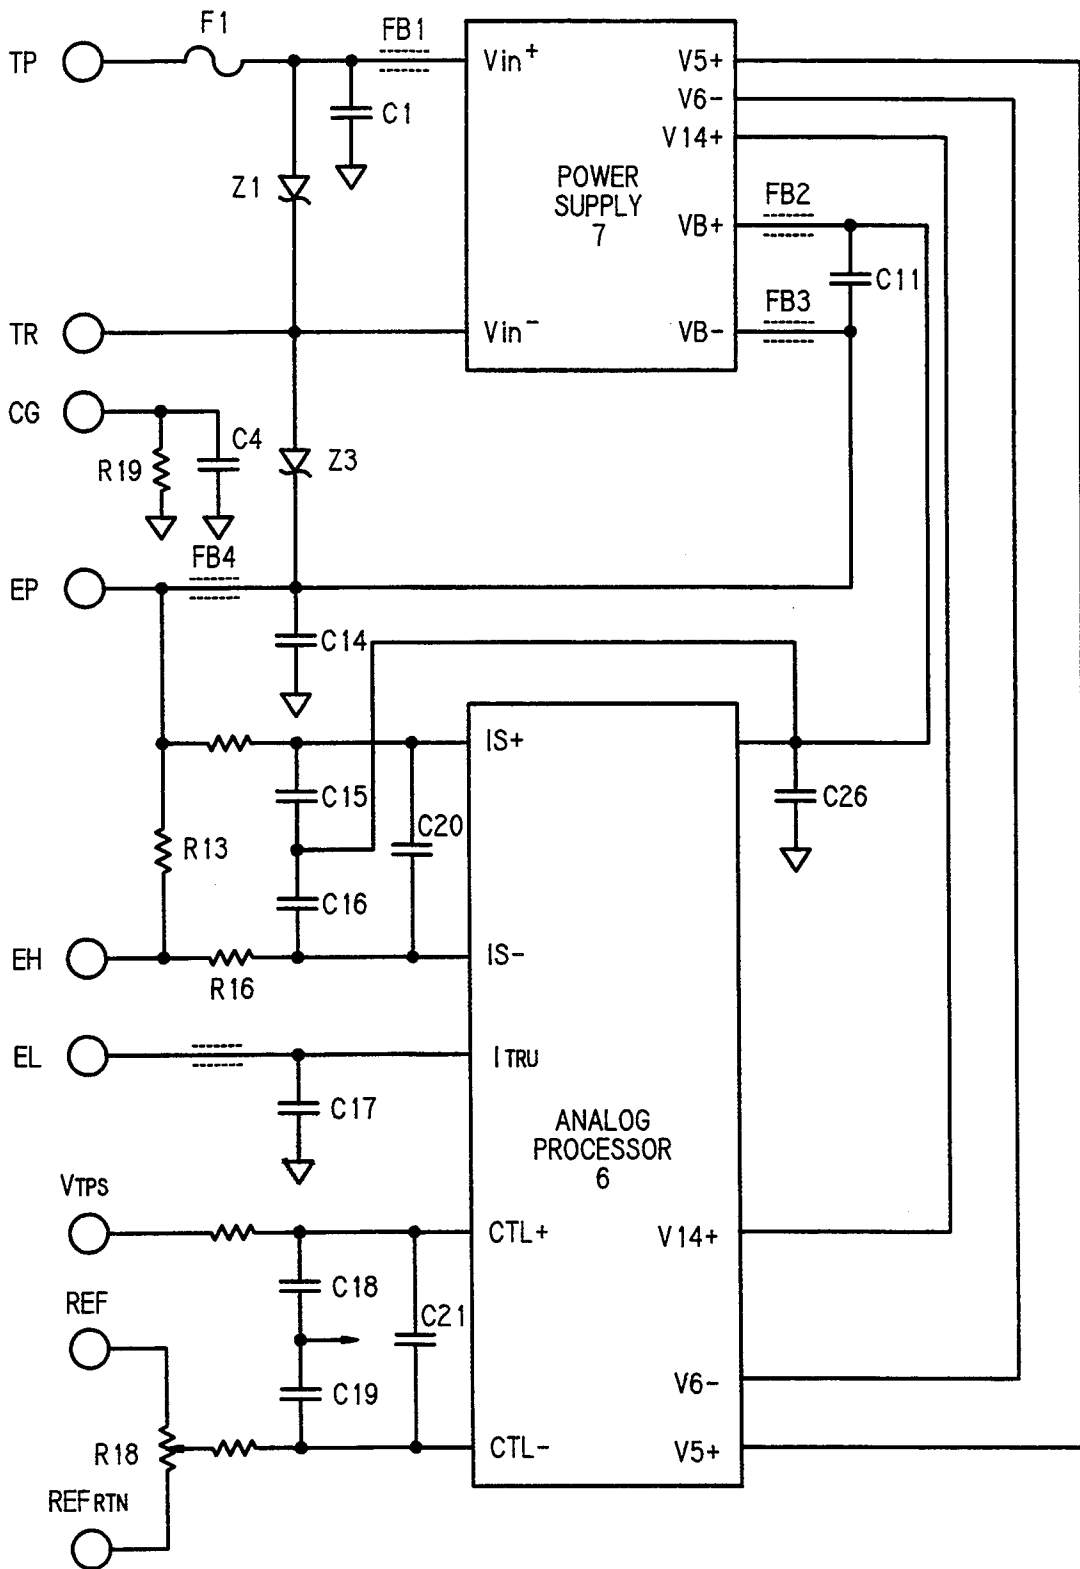 F1
FB1
TP
Vin+
V5+
V6-
C1
V14+
Z1
POWER
SUPPLY
7
FB2
VB+
C11
FB3
TR
Vin-
VB-
CG
C4
R19
Z3
FB4
EP
C14
IS+
C15
C26
C20
R13
C16
EH
IS-
R16
EL
ITRU
C17
ANALOG
PROCESSOR
6
VTPS
CTL+
V14+
C18
REF
C21
V6-
C19
R18
CTL-
V5+
REFRTN